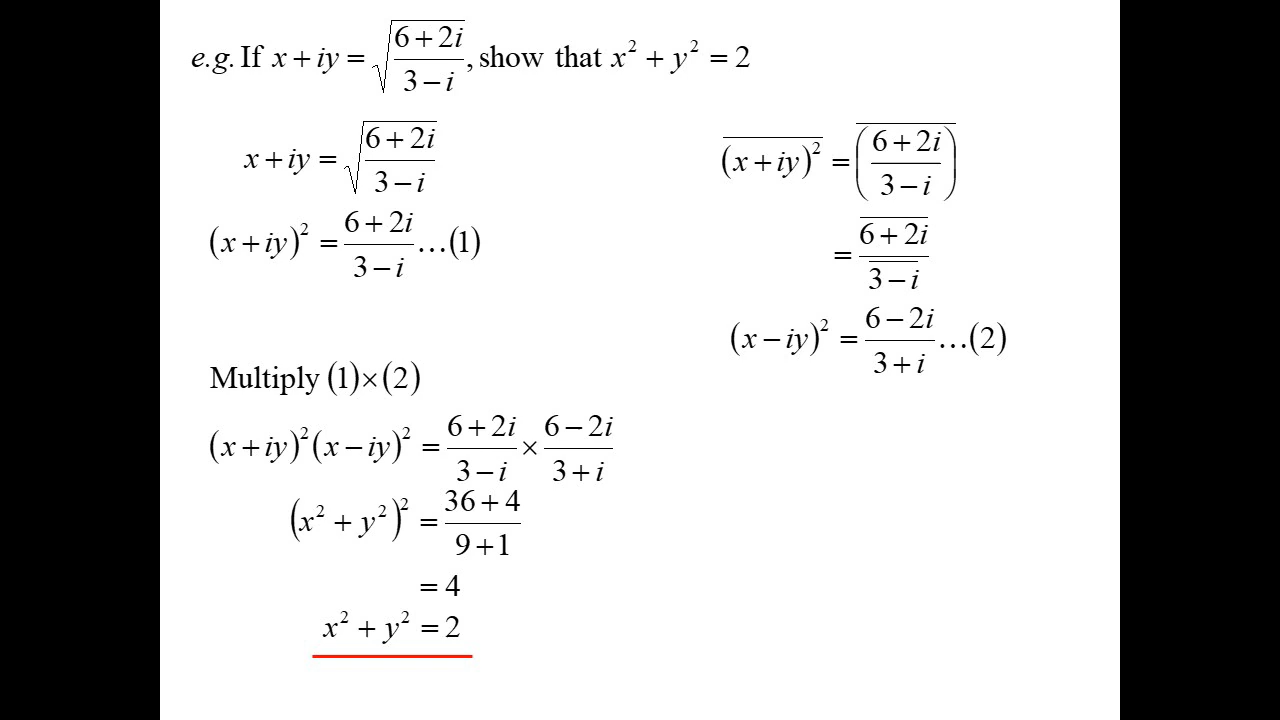 e.g. If x + iy = √((6 + 2i)/(3 − i)), show that x² + y² = 2
x + iy = √((6 + 2i)/(3 − i))
(x + iy)² = (6 + 2i)/(3 − i) …(1)
\overline{(x + iy)²} = \overline{((6 + 2i)/(3 − i))}
= \overline{6 + 2i}/\overline{3 − i}
(x − iy)² = (6 − 2i)/(3 + i) …(2)
Multiply (1)×(2)
(x + iy)²(x − iy)² = (6 + 2i)/(3 − i) × (6 − 2i)/(3 + i)
(x² + y²)² = (36 + 4)/(9 + 1)
= 4
x² + y² = 2